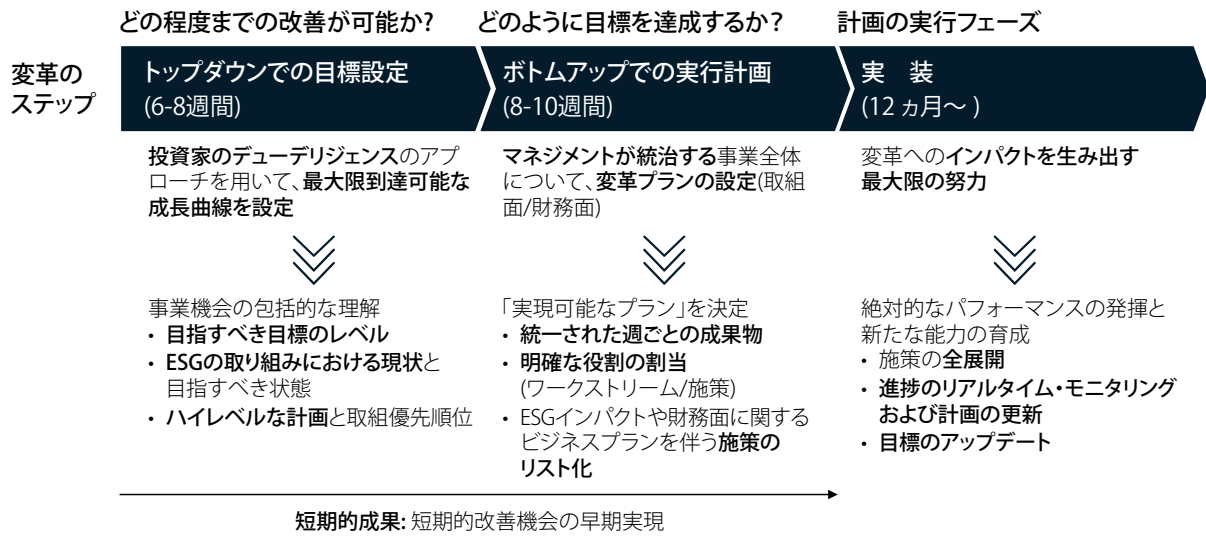 どの程度までの改善が可能か?
どのように目標を達成するか?
計画の実行フェーズ
変革の
ステップ
トップダウンでの目標設定
(6-8週間)
ボトムアップでの実行計画
(8-10週間)
実 装
(12 ヵ月〜 )
投資家のデューデリジェンスのアプ
ローチを用いて、最大限到達可能な
成長曲線を設定
マネジメントが統治する事業全体
について、変革プランの設定(取組
面/財務面)
変革へのインパクトを生み出す
最大限の努力
事業機会の包括的な理解
• 目指すべき目標のレベル
• ESGの取り組みにおける現状と
目指すべき状態
• ハイレベルな計画と取組優先順位
「実現可能なプラン」を決定
• 統一された週ごとの成果物
• 明確な役割の割当
(ワークストリーム/施策)
• ESGインパクトや財務面に関する
ビジネスプランを伴う施策の
リスト化
絶対的なパフォーマンスの発揮と
新たな能力の育成
• 施策の全展開
• 進捗のリアルタイム・モニタリング
および計画の更新
• 目標のアップデート
短期的成果: 短期的改善機会の早期実現